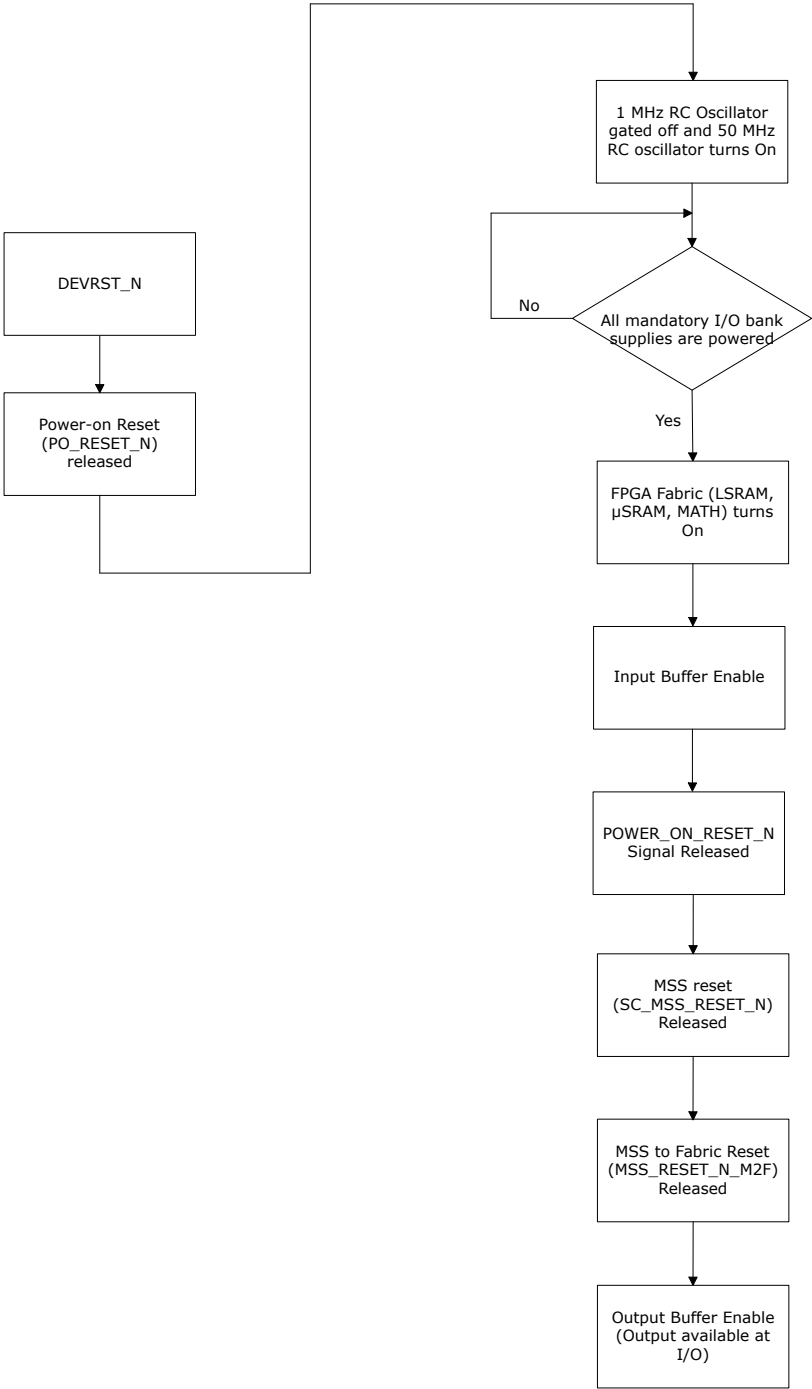 DEVRST_N
Power-on Reset
(PO_RESET_N)
released
1 MHz RC Oscillator
gated off and 50 MHz
RC oscillator turns On
No
All mandatory I/O bank
supplies are powered
Yes
FPGA Fabric (LSRAM,
µSRAM, MATH) turns
On
Input Buffer Enable
POWER_ON_RESET_N
Signal Released
MSS reset
(SC_MSS_RESET_N)
Released
MSS to Fabric Reset
(MSS_RESET_N_M2F)
Released
Output Buffer Enable
(Output available at
I/O)